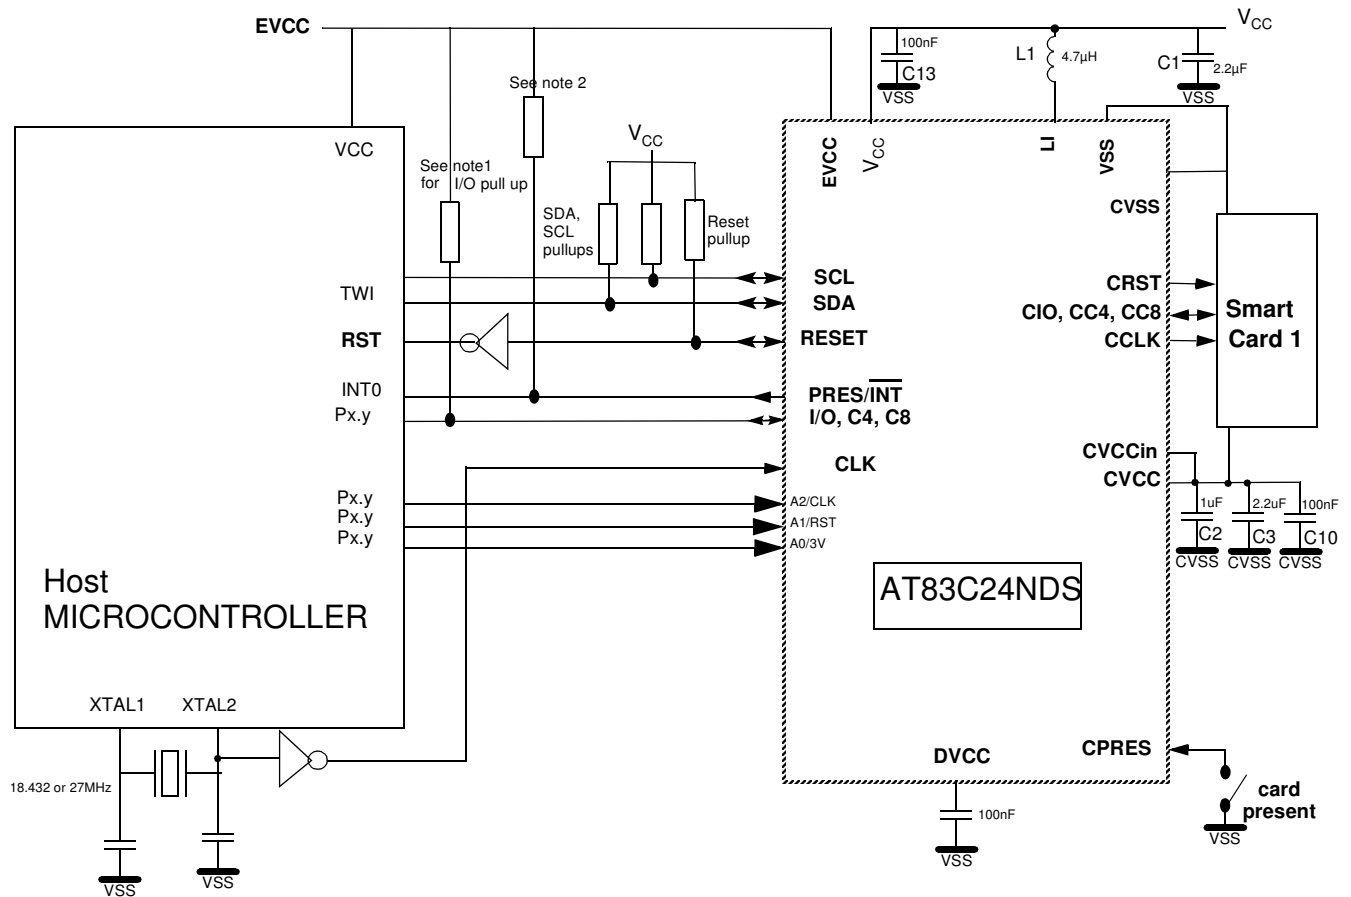 EVCC
VCC
100nF
C13
VSS
L1
4.7µH
C1
2.2µF
VSS
See note 2
VCC
VCC
See note1
for I/O pull up
SDA,
SCL
pullups
Reset
pullup
EVCC
VCC
LI
VSS
CVSS
TWI
SCL
SDA
RST
RESET
INT0
PRES/INT
Px.y
I/O, C4, C8
CLK
Px.y
A2/CLK
Px.y
A1/RST
Px.y
A0/3V
CRST
CIO, CC4, CC8
CCLK
Smart
Card 1
CVCCin
CVCC
1uF
C2
CVSS
2.2uF
C3
CVSS
100nF
C10
CVSS
Host
MICROCONTROLLER
AT83C24NDS
XTAL1
XTAL2
18.432 or 27MHz
VSS
VSS
DVCC
100nF
VSS
CPRES
card
present
VSS